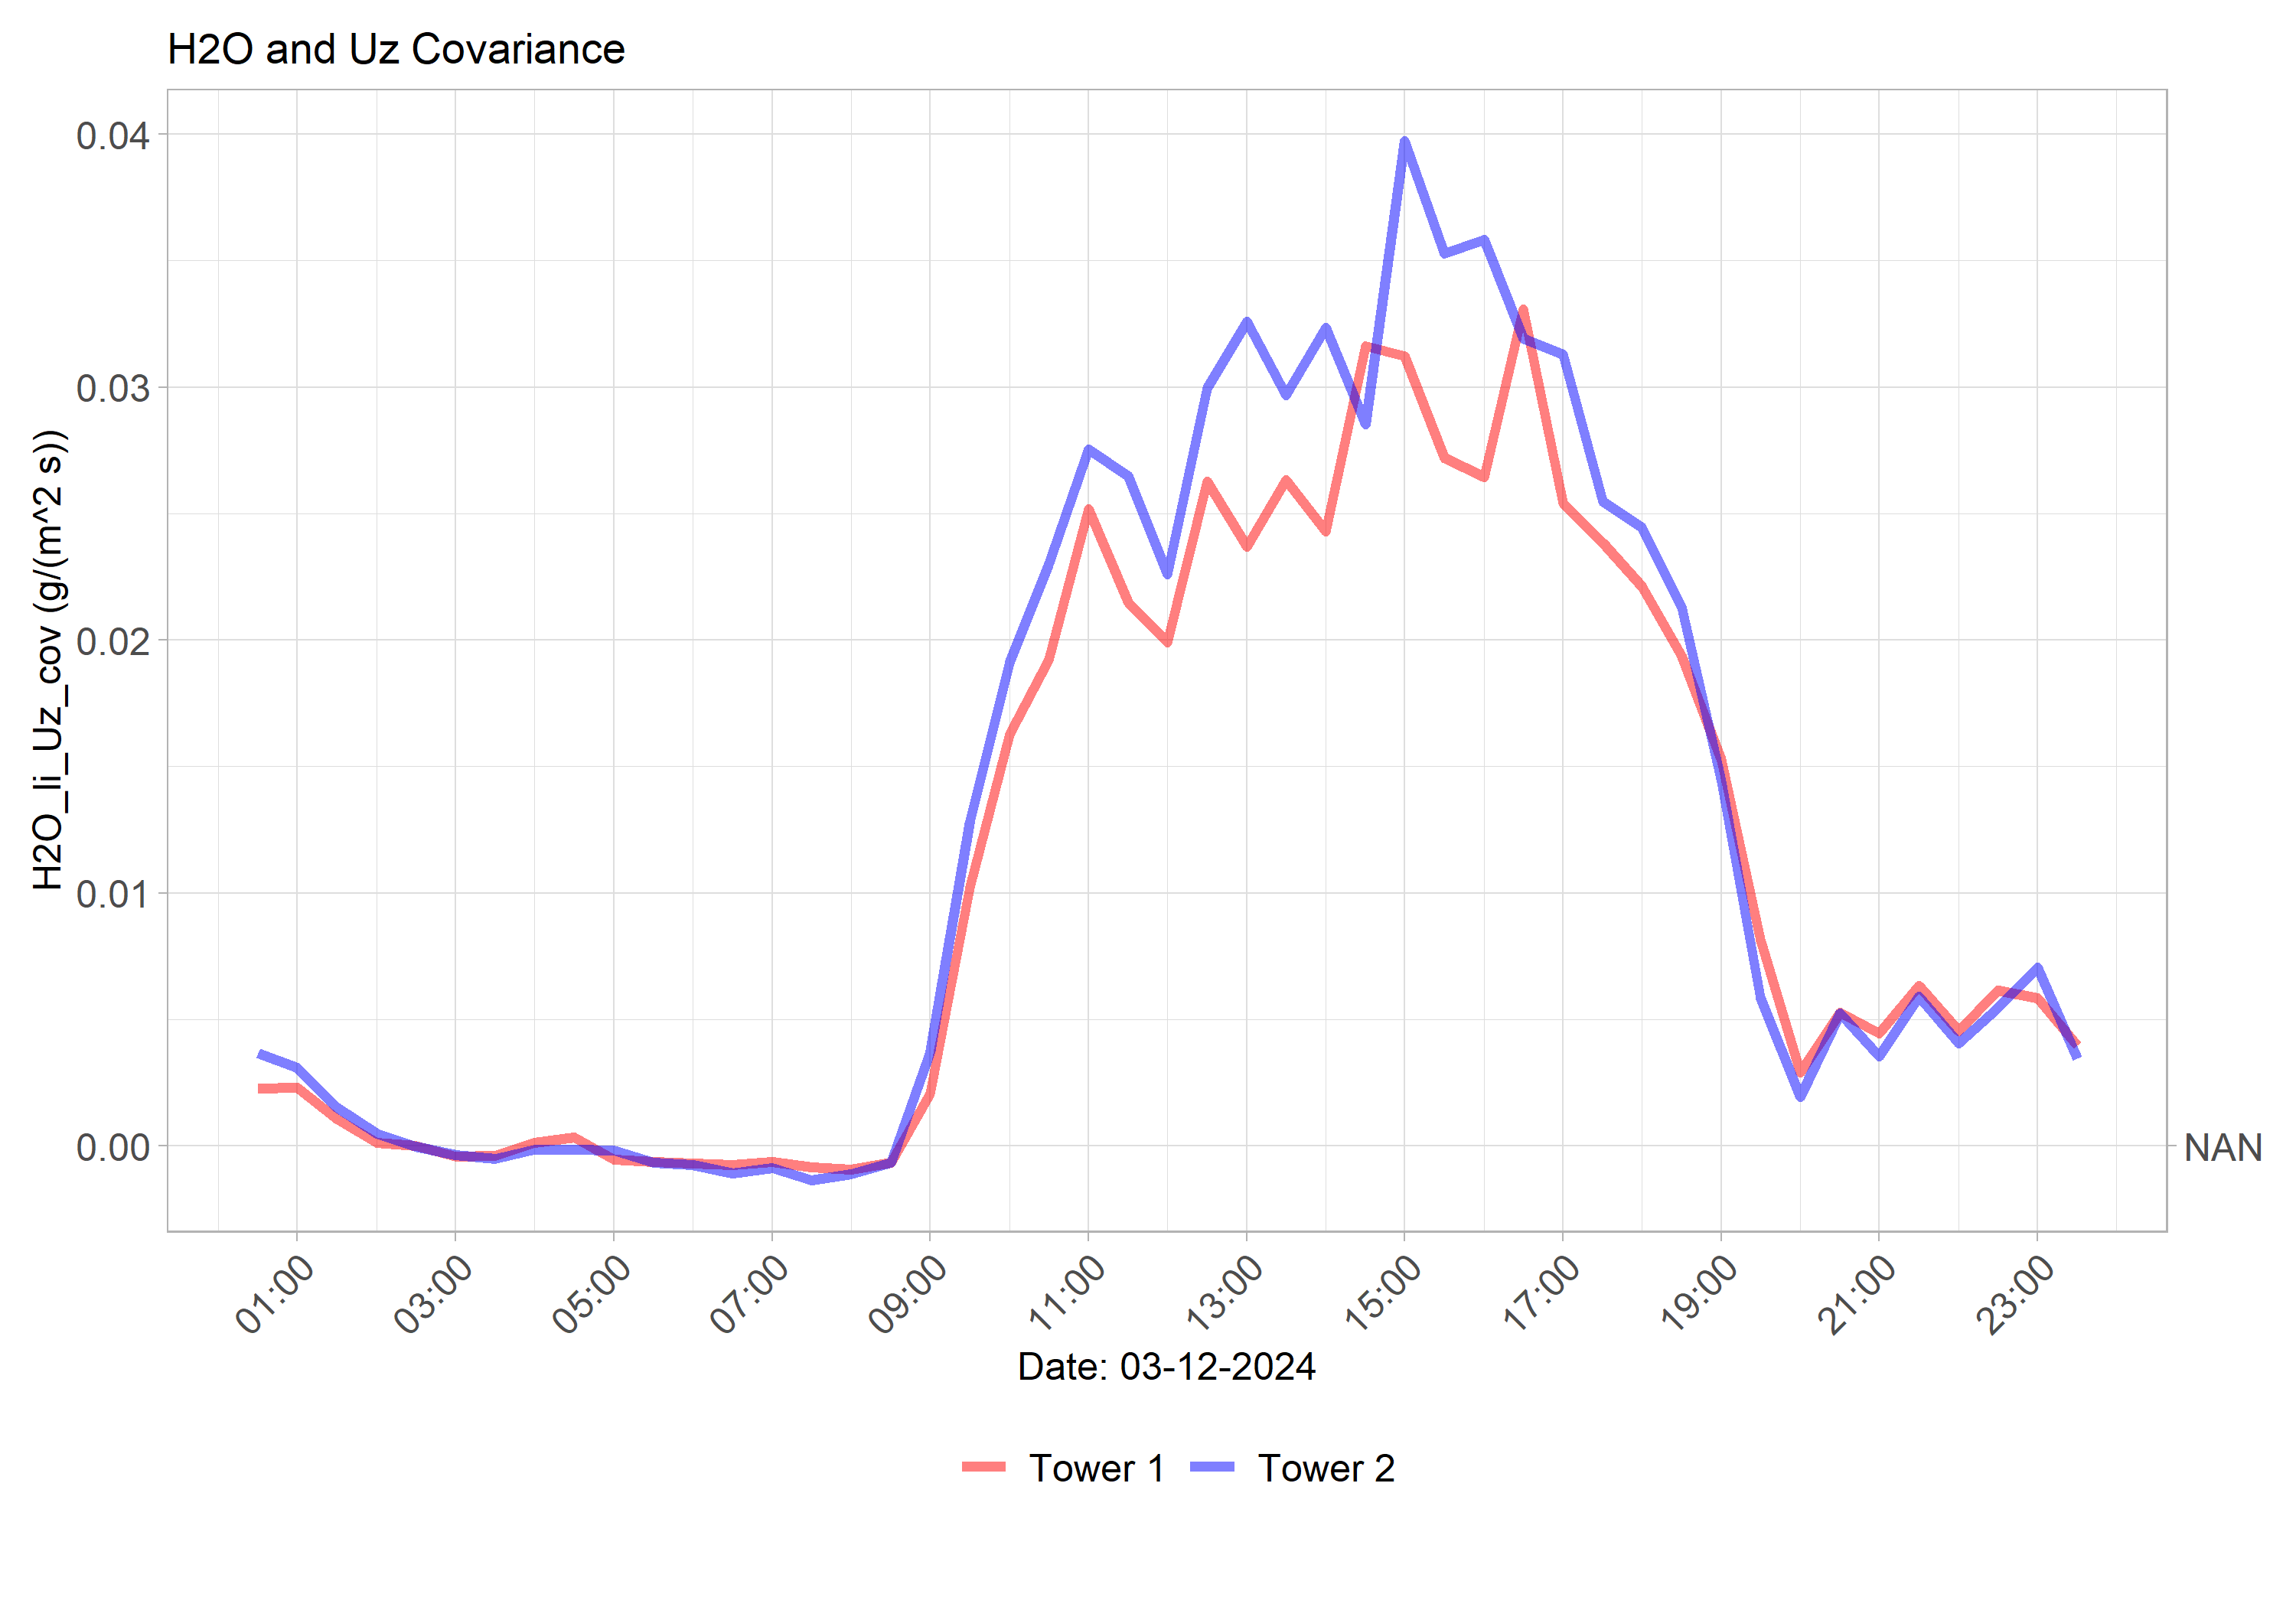 H2O and Uz Covariance
H2O_li_Uz_cov (g/(m^2 s))
0.04
0.03
0.02
0.01
0.00
NAN
01:00
03:00
05:00
07:00
09:00
11:00
13:00
15:00
17:00
19:00
21:00
23:00
Date: 03-12-2024
Tower 1
Tower 2